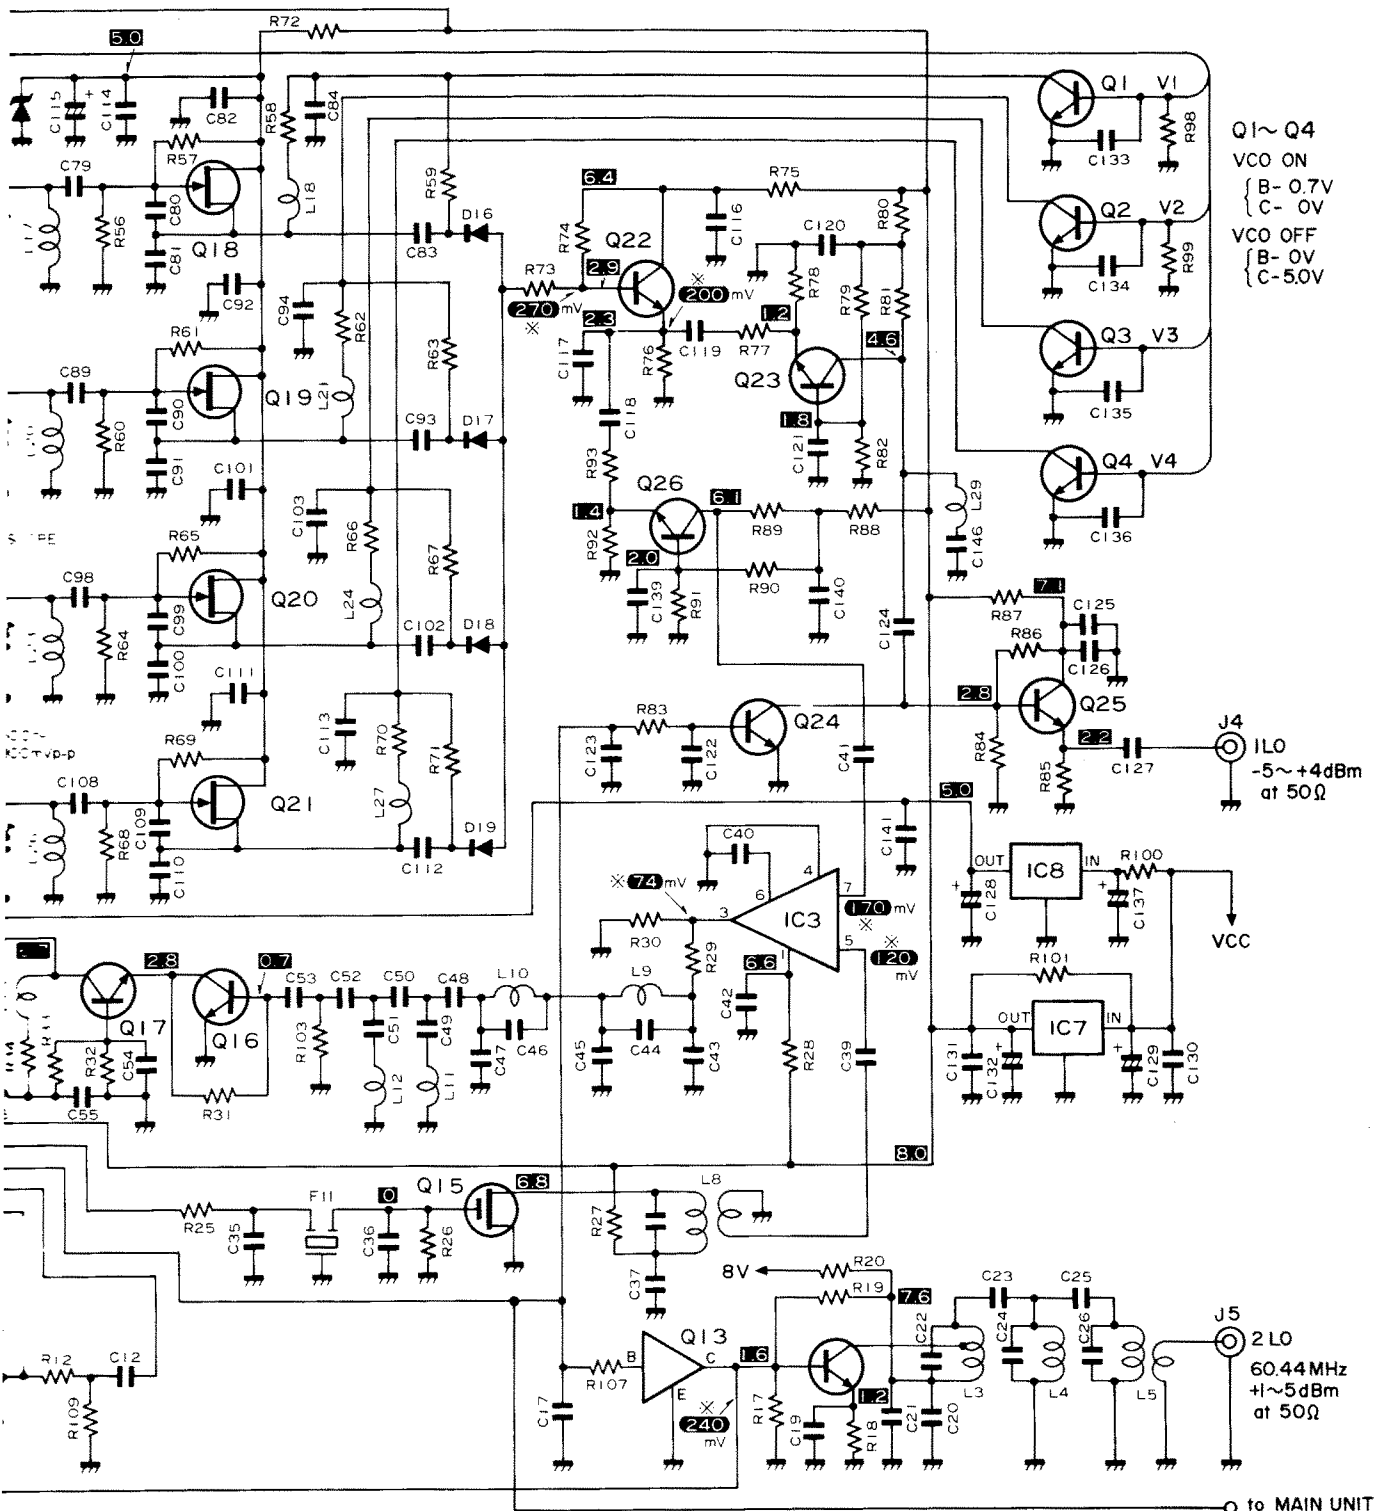 R72
5.0
C115
+
C114
C82
R58
C84
R57
C79
R56
C80
C81
Q18
L18
R59
C83
D16
Q1
V1
C133
R98
Q1~Q4
VCO ON
B- 0.7V
C- 0V
VCO OFF
B- 0V
C-5.0V
Q2
V2
C134
R99
Q3
V3
C135
Q4
V4
C136
6.4
R75
R74
Q22
C116
R80
C120
R73
2.9
※
200 mV
270 mV
※
R78
R79
R81
2.3
1.2
C117
R76
C119
R77
4.6
Q23
C92
C94
R62
R61
R63
C89
Q19
L21
R60
C90
C91
C93
D17
C118
1.8
C121
R82
R93
Q26
6.1
R89
R88
L29
C146
1.4
R92
2.0
C139
R91
R90
C140
C124
C101
C103
R66
R67
R65
C98
Q20
L24
R64
C99
C100
C102
D18
R87
7.1
R86
C125
C126
2.8
Q25
2.2
R84
R85
C127
J4
1LO
-5~+4dBm
at 50Ω
C111
C113
R70
R71
R69
C108
Q21
L27
R68
C109
C110
C112
D19
R83
Q24
C123
C122
C41
5.0
C141
C40
4
6
7
※ 74 mV
3
IC3
170 mV
※
5
※
120 mV
R30
R29
6.6
1
C42
R28
C39
OUT
IC8
IN
R100
+
C128
+
C137
VCC
R101
OUT
IC7
IN
C131
+
C132
+
C129
C130
2.8
0.7
Q17
Q16
C53
C52
C50
C48
L10
L9
R103
C51
C49
C47
C46
C45
C44
C43
L12
L11
R32
C54
C55
R31
8.0
Q15
6.8
L8
F11
0
R25
C35
C36
R26
R27
C37
8V
R20
R19
7.6
C23
C25
C22
C24
C26
J5
2LO
60.44MHz
+1~5dBm
at 50Ω
Q13
B
C
E
R107
1.6
1.2
L3
L4
L5
R12
C12
R109
C17
※
240
mV
R17
C19
R18
C21
C20
to MAIN UNIT